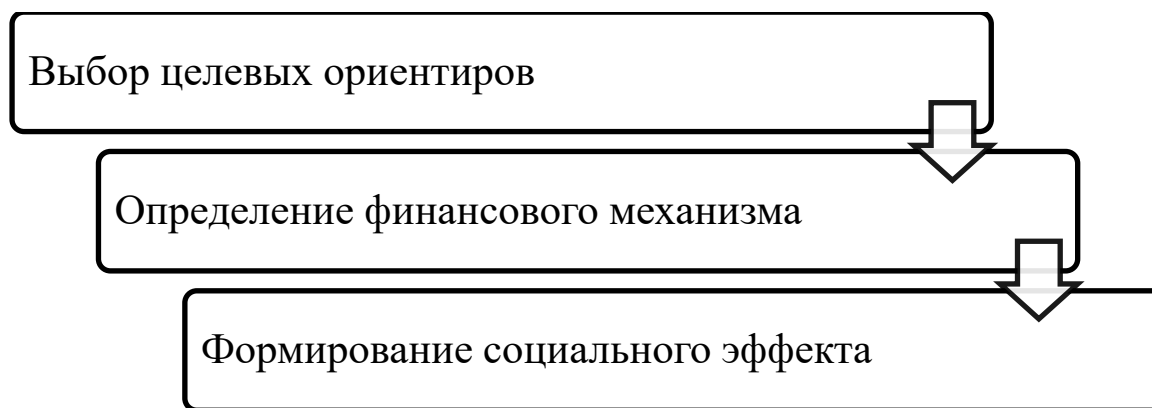 Выбор целевых ориентиров
Определение финансового механизма
Формирование социального эффекта